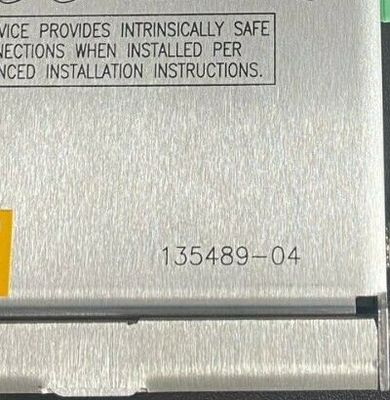 VICE PROVIDES INTRINSICALLY SAFE
NECTIONS WHEN INSTALLED PER
NCED INSTALLATION INSTRUCTIONS.
135489-04